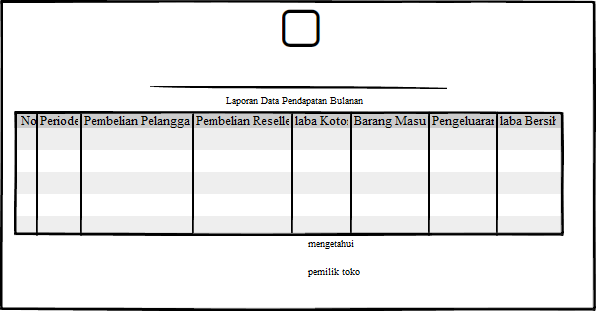 Laporan Data Pendapatan Bulanan
No Periode Pembelian Pelangga Pembelian Reselle laba Kotor Barang Masu Pengeluaran laba Bersih
mengetahui
pemilik toko